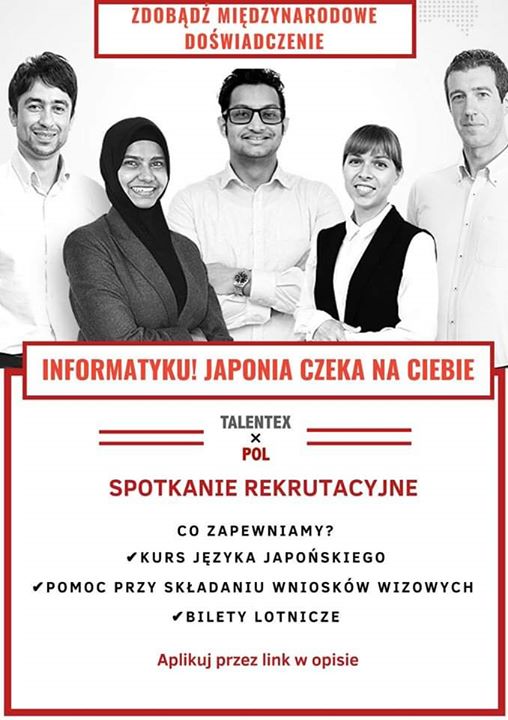 ZDOBĄDŹ MIĘDZYNARODOWE
DOŚWIADCZENIE
INFORMATYKU! JAPONIA CZEKA NA CIEBIE
TALENTEX
×
POL
SPOTKANIE REKRUTACYJNE
CO ZAPEWNIAMY?
✔KURS JĘZYKA JAPOŃSKIEGO
✔POMOC PRZY SKŁADANIU WNIOSKÓW WIZOWYCH
✔BILETY LOTNICZE
Aplikuj przez link w opisie